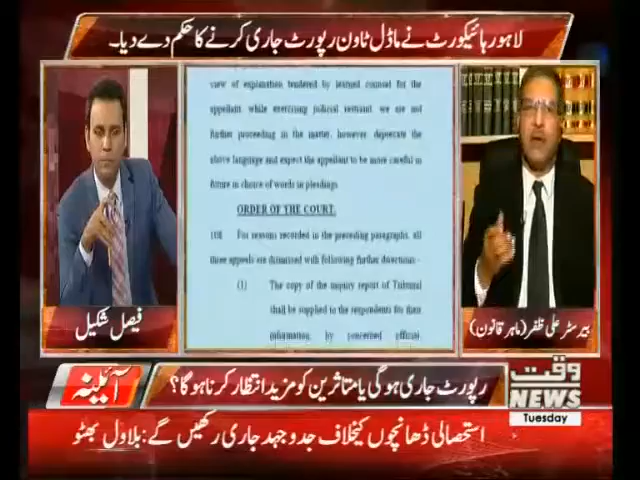 لاہور ہائیکورٹ نے ماڈل ٹاون رپورٹ جاری کرنے کا حکم دے دیا۔
view of explanation tendered by learned counsel for the
appellant while exercising judicial restraint, we are not
further proceeding in the matter, however deprecate the
above language and expect the appellant to be more careful in
future in choice of words in pleadings.
ORDER OF THE COURT.
For reasons recorded in the preceding paragraphs, all
three appeals are dismissed with following further directions:-
(1) The copy of the inquiry report of Tribunal
shall be supplied to the respondents for their
information, by concerned official
فیصل شکیل
بیرسٹر علی ظفر (ماہر قانون)
آئینہ
رپورٹ جاری ہوگی یا متاثرین کو مزید انتظار کرنا ہوگا؟
وقت
NEWS
Tuesday
استحصالی ڈھانچوں کیخلاف جدوجہد جاری رکھیں گے: بلاول بھٹو